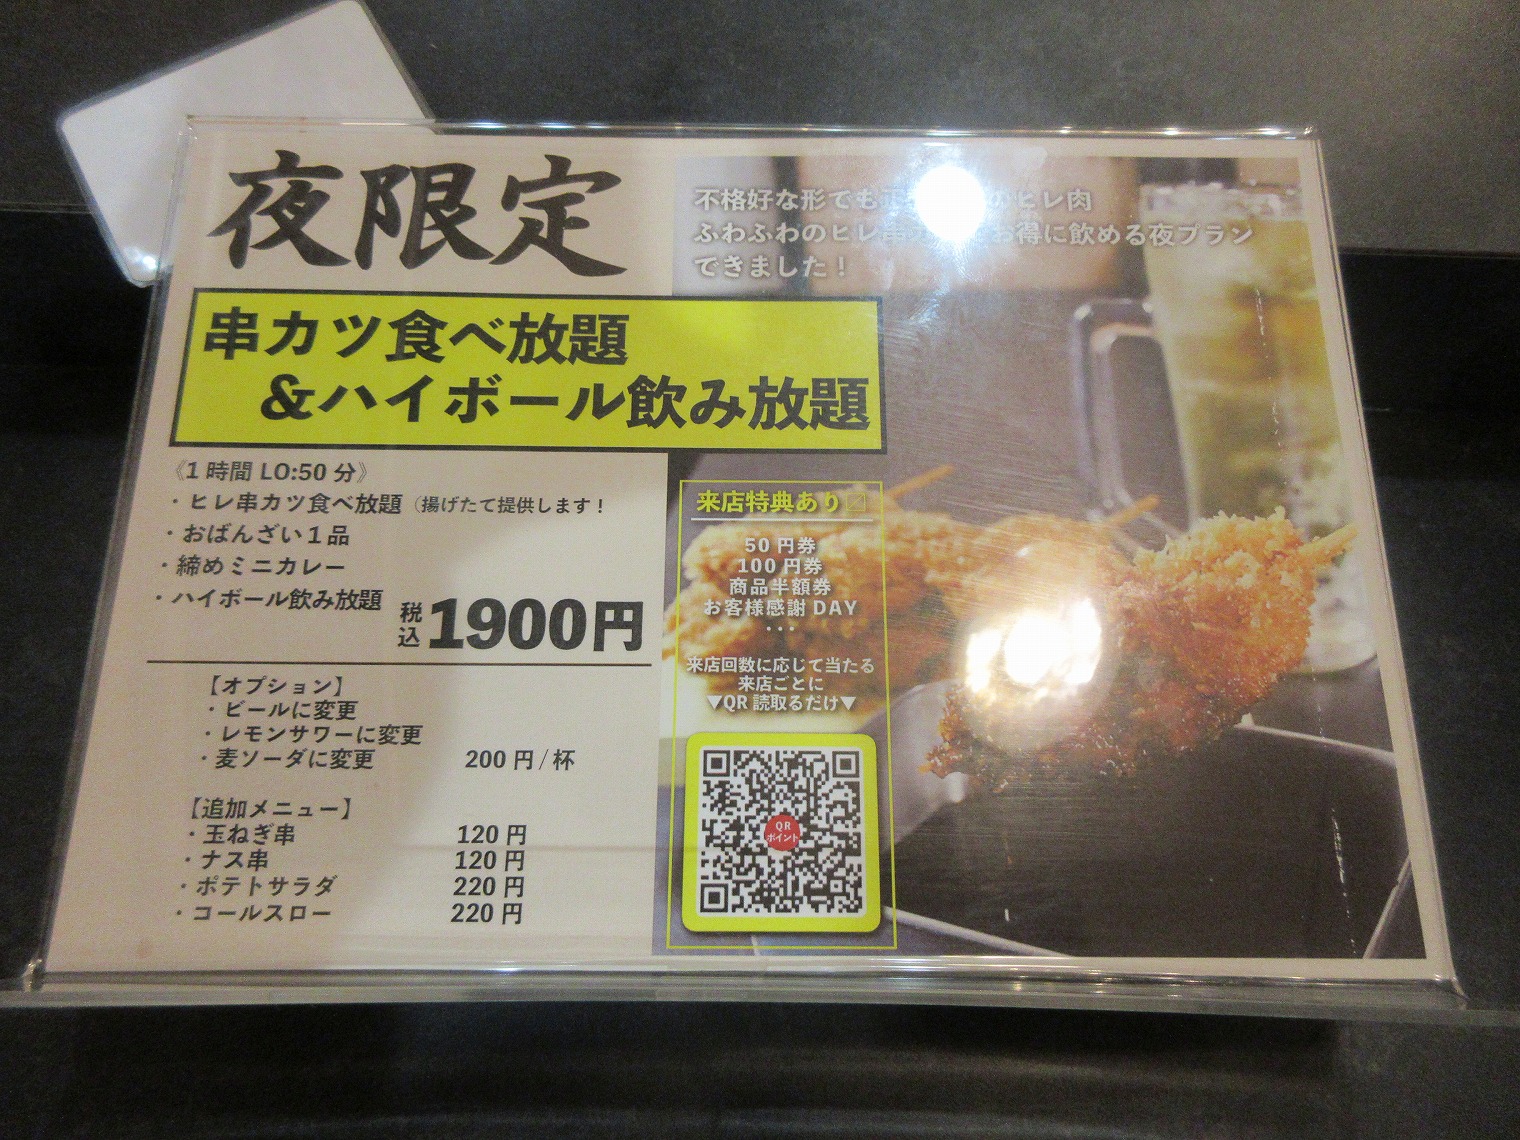 夜限定
不格好な形でも正 のヒレ肉
ふわふわのヒレ串 お得に飲める夜プラン
できました！
串カツ食べ放題
＆ハイボール飲み放題
《1時間 LO:50分》
・ヒレ串カツ食べ放題（揚げたて提供します！
・おばんざい1品
・締めミニカレー
・ハイボール飲み放題
税込1900円
【オプション】
・ビールに変更
・レモンサワーに変更
・麦ソーダに変更 200円/杯
【追加メニュー】
・玉ねぎ串 120円
・ナス串 120円
・ポテトサラダ 220円
・コールスロー 220円
来店特典あり☑
50円券
100円券
商品半額券
お客様感謝DAY
・・・
来店回数に応じて当たる
来店ごとに
▼QR読取るだけ▼
QR
ポイント